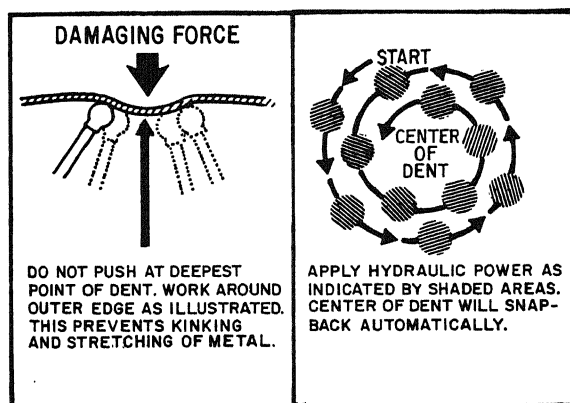 DAMAGING FORCE
DO NOT PUSH AT DEEPEST
POINT OF DENT. WORK AROUND
OUTER EDGE AS ILLUSTRATED.
THIS PREVENTS KINKING
AND STRETCHING OF METAL.
START
CENTER
OF
DENT
APPLY HYDRAULIC POWER AS
INDICATED BY SHADED AREAS.
CENTER OF DENT WILL SNAP-
BACK AUTOMATICALLY.